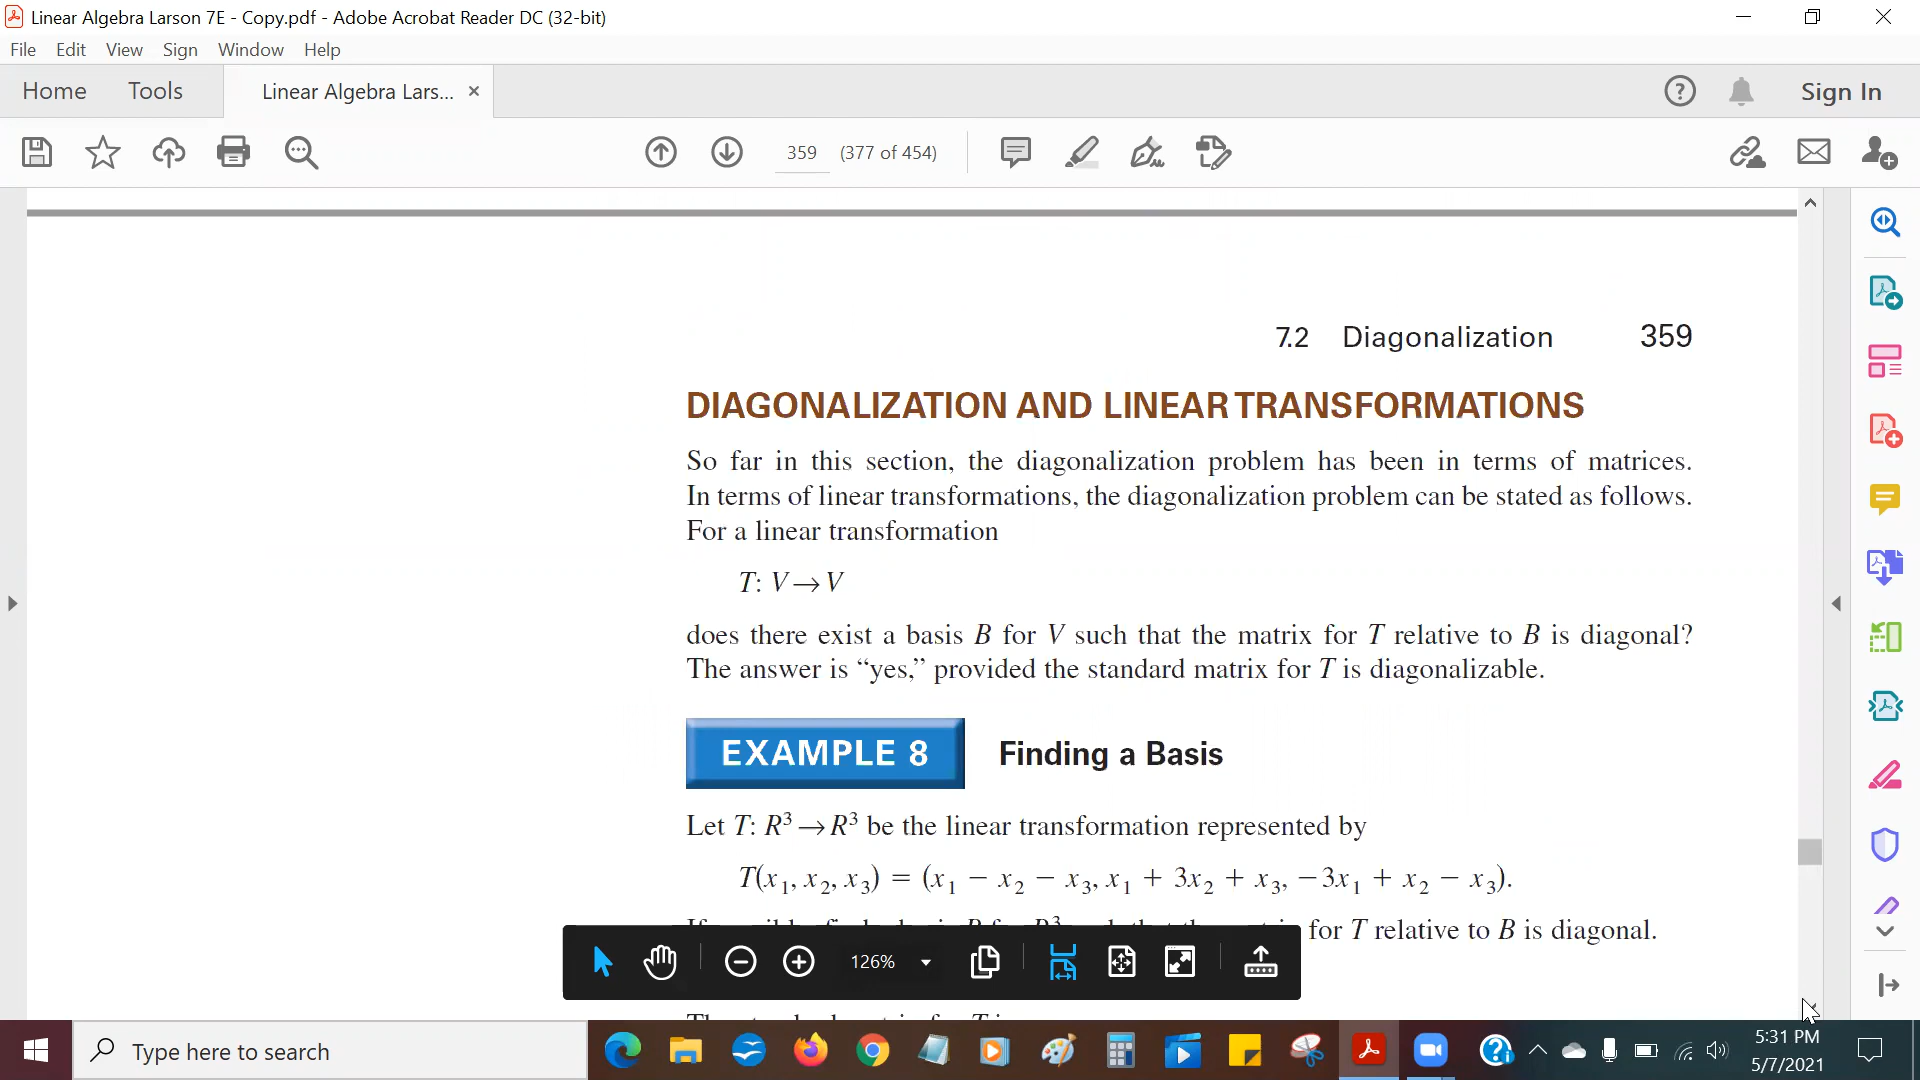 Linear Algebra Larson 7E - Copy.pdf - Adobe Acrobat Reader DC (32-bit)
File Edit View Sign Window Help
Home Tools Linear Algebra Lars... × Sign In
359 (377 of 454)
7.2 Diagonalization 359
DIAGONALIZATION AND LINEAR TRANSFORMATIONS
So far in this section, the diagonalization problem has been in terms of matrices.
In terms of linear transformations, the diagonalization problem can be stated as follows.
For a linear transformation
T: V→V
does there exist a basis B for V such that the matrix for T relative to B is diagonal?
The answer is “yes,” provided the standard matrix for T is diagonalizable.
EXAMPLE 8 Finding a Basis
Let T: R³→R³ be the linear transformation represented by
T(x₁, x₂, x₃) = (x₁ − x₂ − x₃, x₁ + 3x₂ + x₃, −3x₁ + x₂ − x₃).
for T relative to B is diagonal.
126%
Type here to search
5:31 PM
5/7/2021